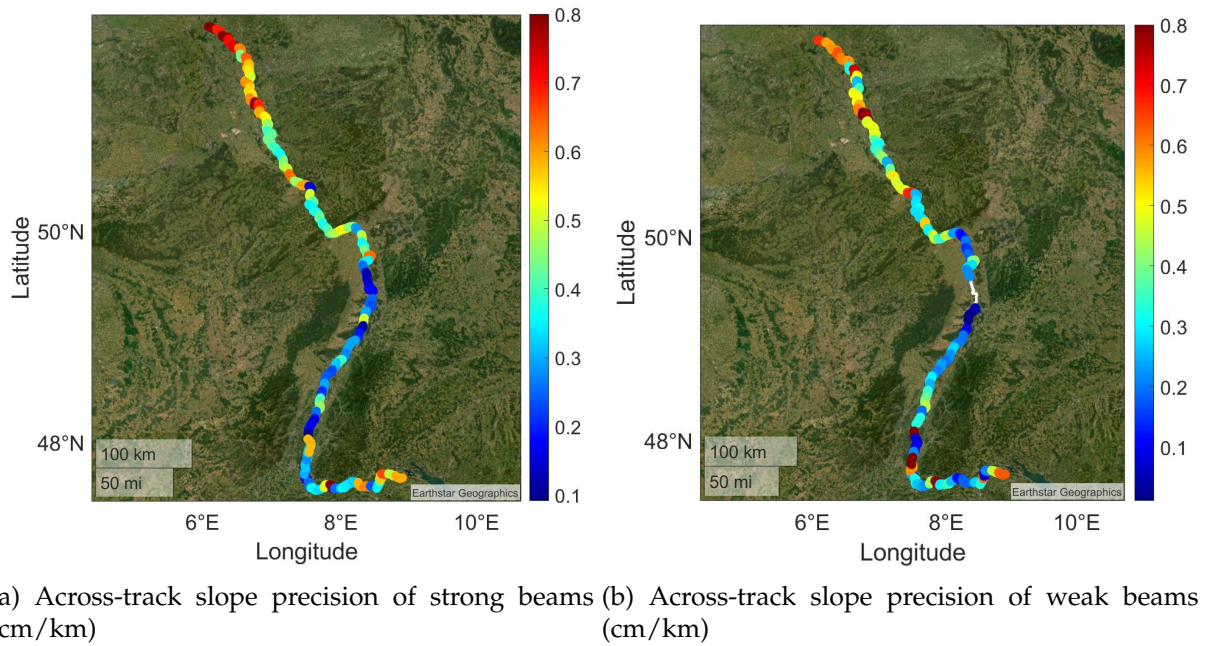 0.8
0.7
0.6
0.5
0.4
0.3
0.2
0.1
Latitude
50°N
48°N
100 km
50 mi
Earthstar Geographics
6°E 8°E 10°E
Longitude
0.8
0.7
0.6
0.5
0.4
0.3
0.2
0.1
Latitude
50°N
48°N
100 km
50 mi
Earthstar Geographics
6°E 8°E 10°E
Longitude
a) Across-track slope precision of strong beams
cm/km)
(b) Across-track slope precision of weak beams
(cm/km)